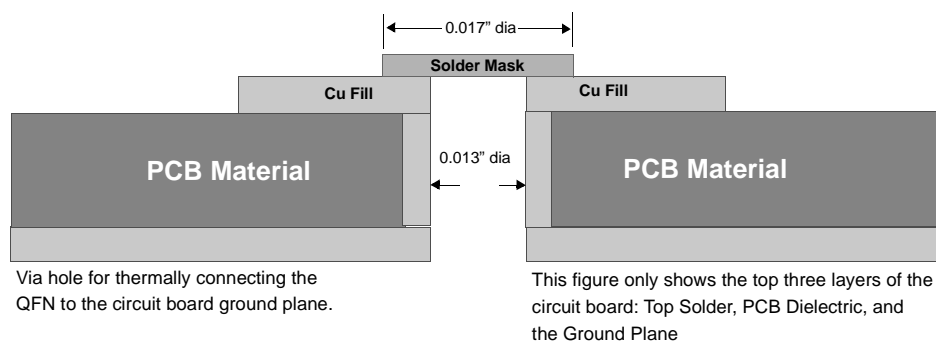 0.017” dia
Solder Mask
Cu Fill
Cu Fill
PCB Material
0.013” dia
PCB Material
Via hole for thermally connecting the
QFN to the circuit board ground plane.
This figure only shows the top three layers of the
circuit board: Top Solder, PCB Dielectric, and
the Ground Plane